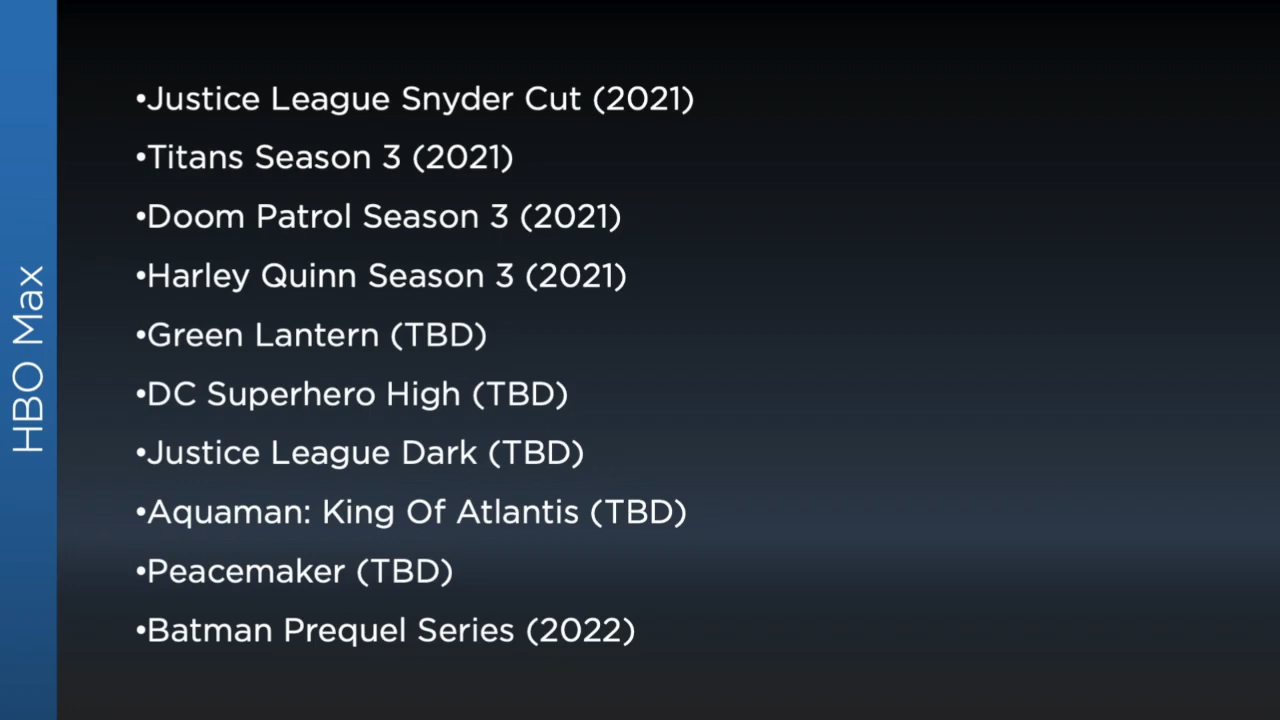 HBO Max
•Justice League Snyder Cut (2021)
•Titans Season 3 (2021)
•Doom Patrol Season 3 (2021)
•Harley Quinn Season 3 (2021)
•Green Lantern (TBD)
•DC Superhero High (TBD)
•Justice League Dark (TBD)
•Aquaman: King Of Atlantis (TBD)
•Peacemaker (TBD)
•Batman Prequel Series (2022)